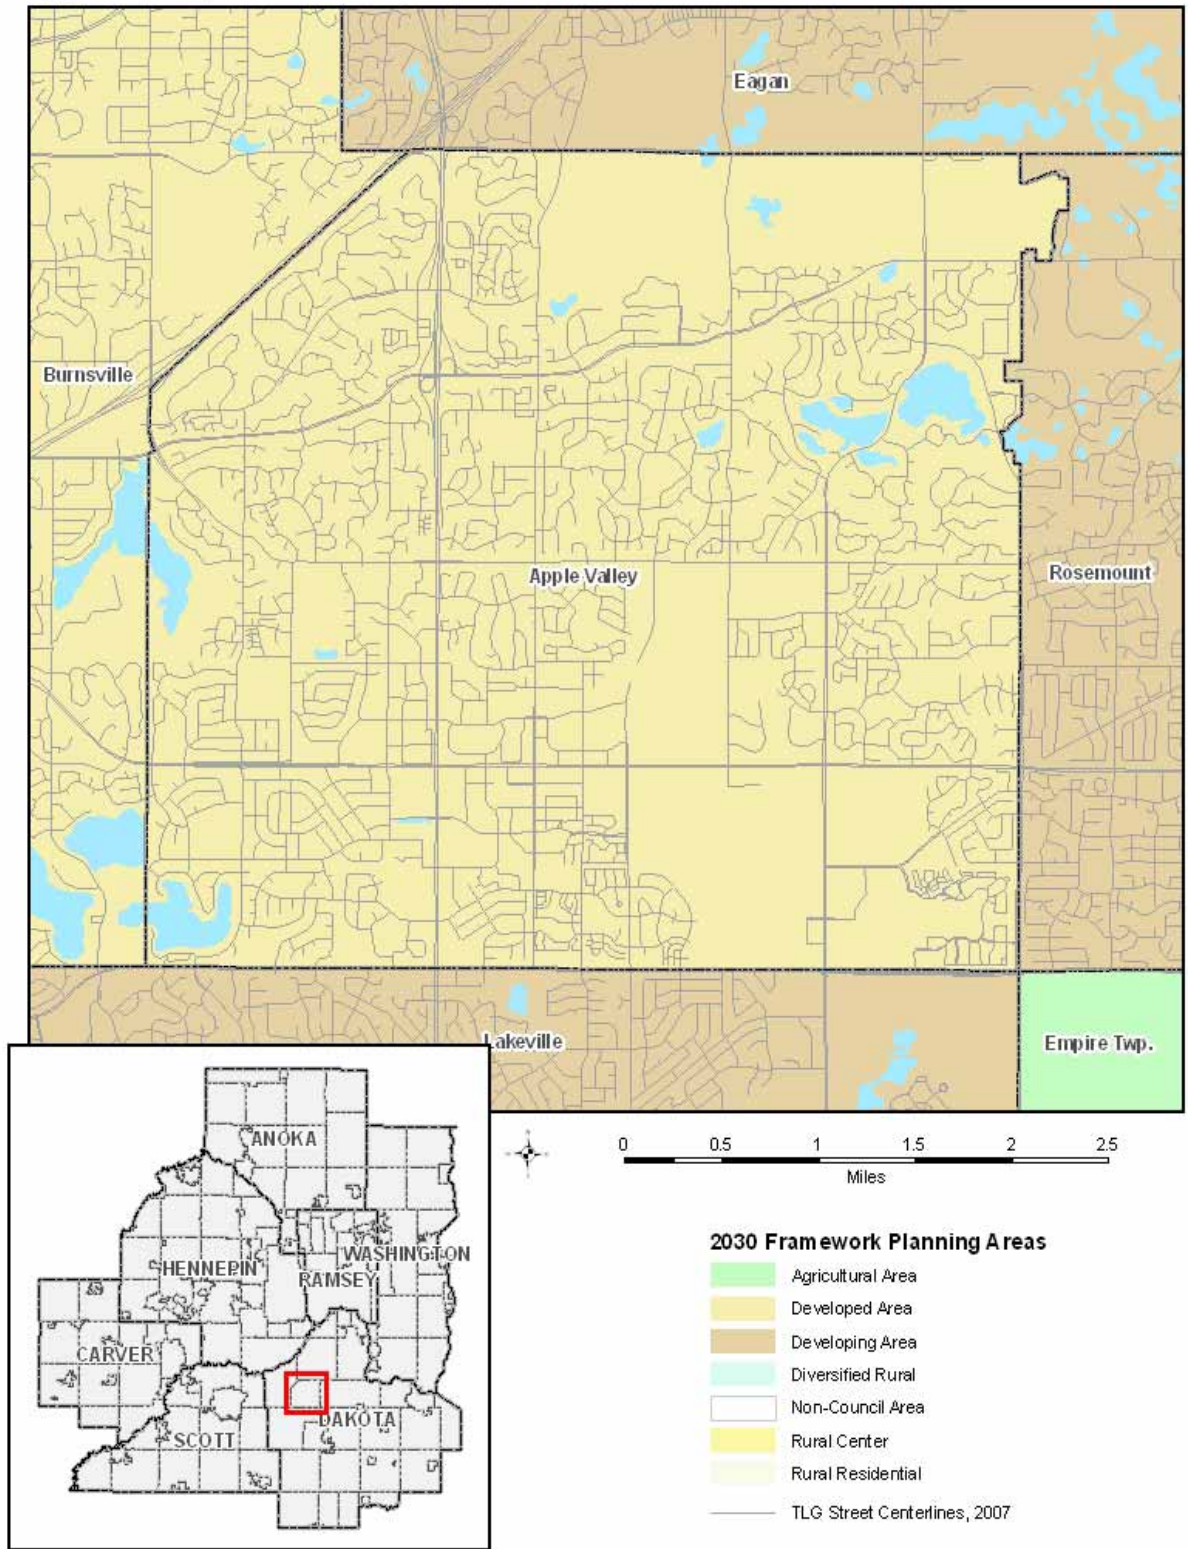 Eagan
Burnsville
Apple Valley
Rosemount
Lakeville
Empire Twp.
ANOKA
HENNEPIN
WASHINGTON
RAMSEY
CARVER
DAKOTA
SCOTT
0 0.5 1 1.5 2 2.5
Miles
2030 Framework Planning Areas
Agricultural Area
Developed Area
Developing Area
Diversified Rural
Non-Council Area
Rural Center
Rural Residential
TLG Street Centerlines, 2007